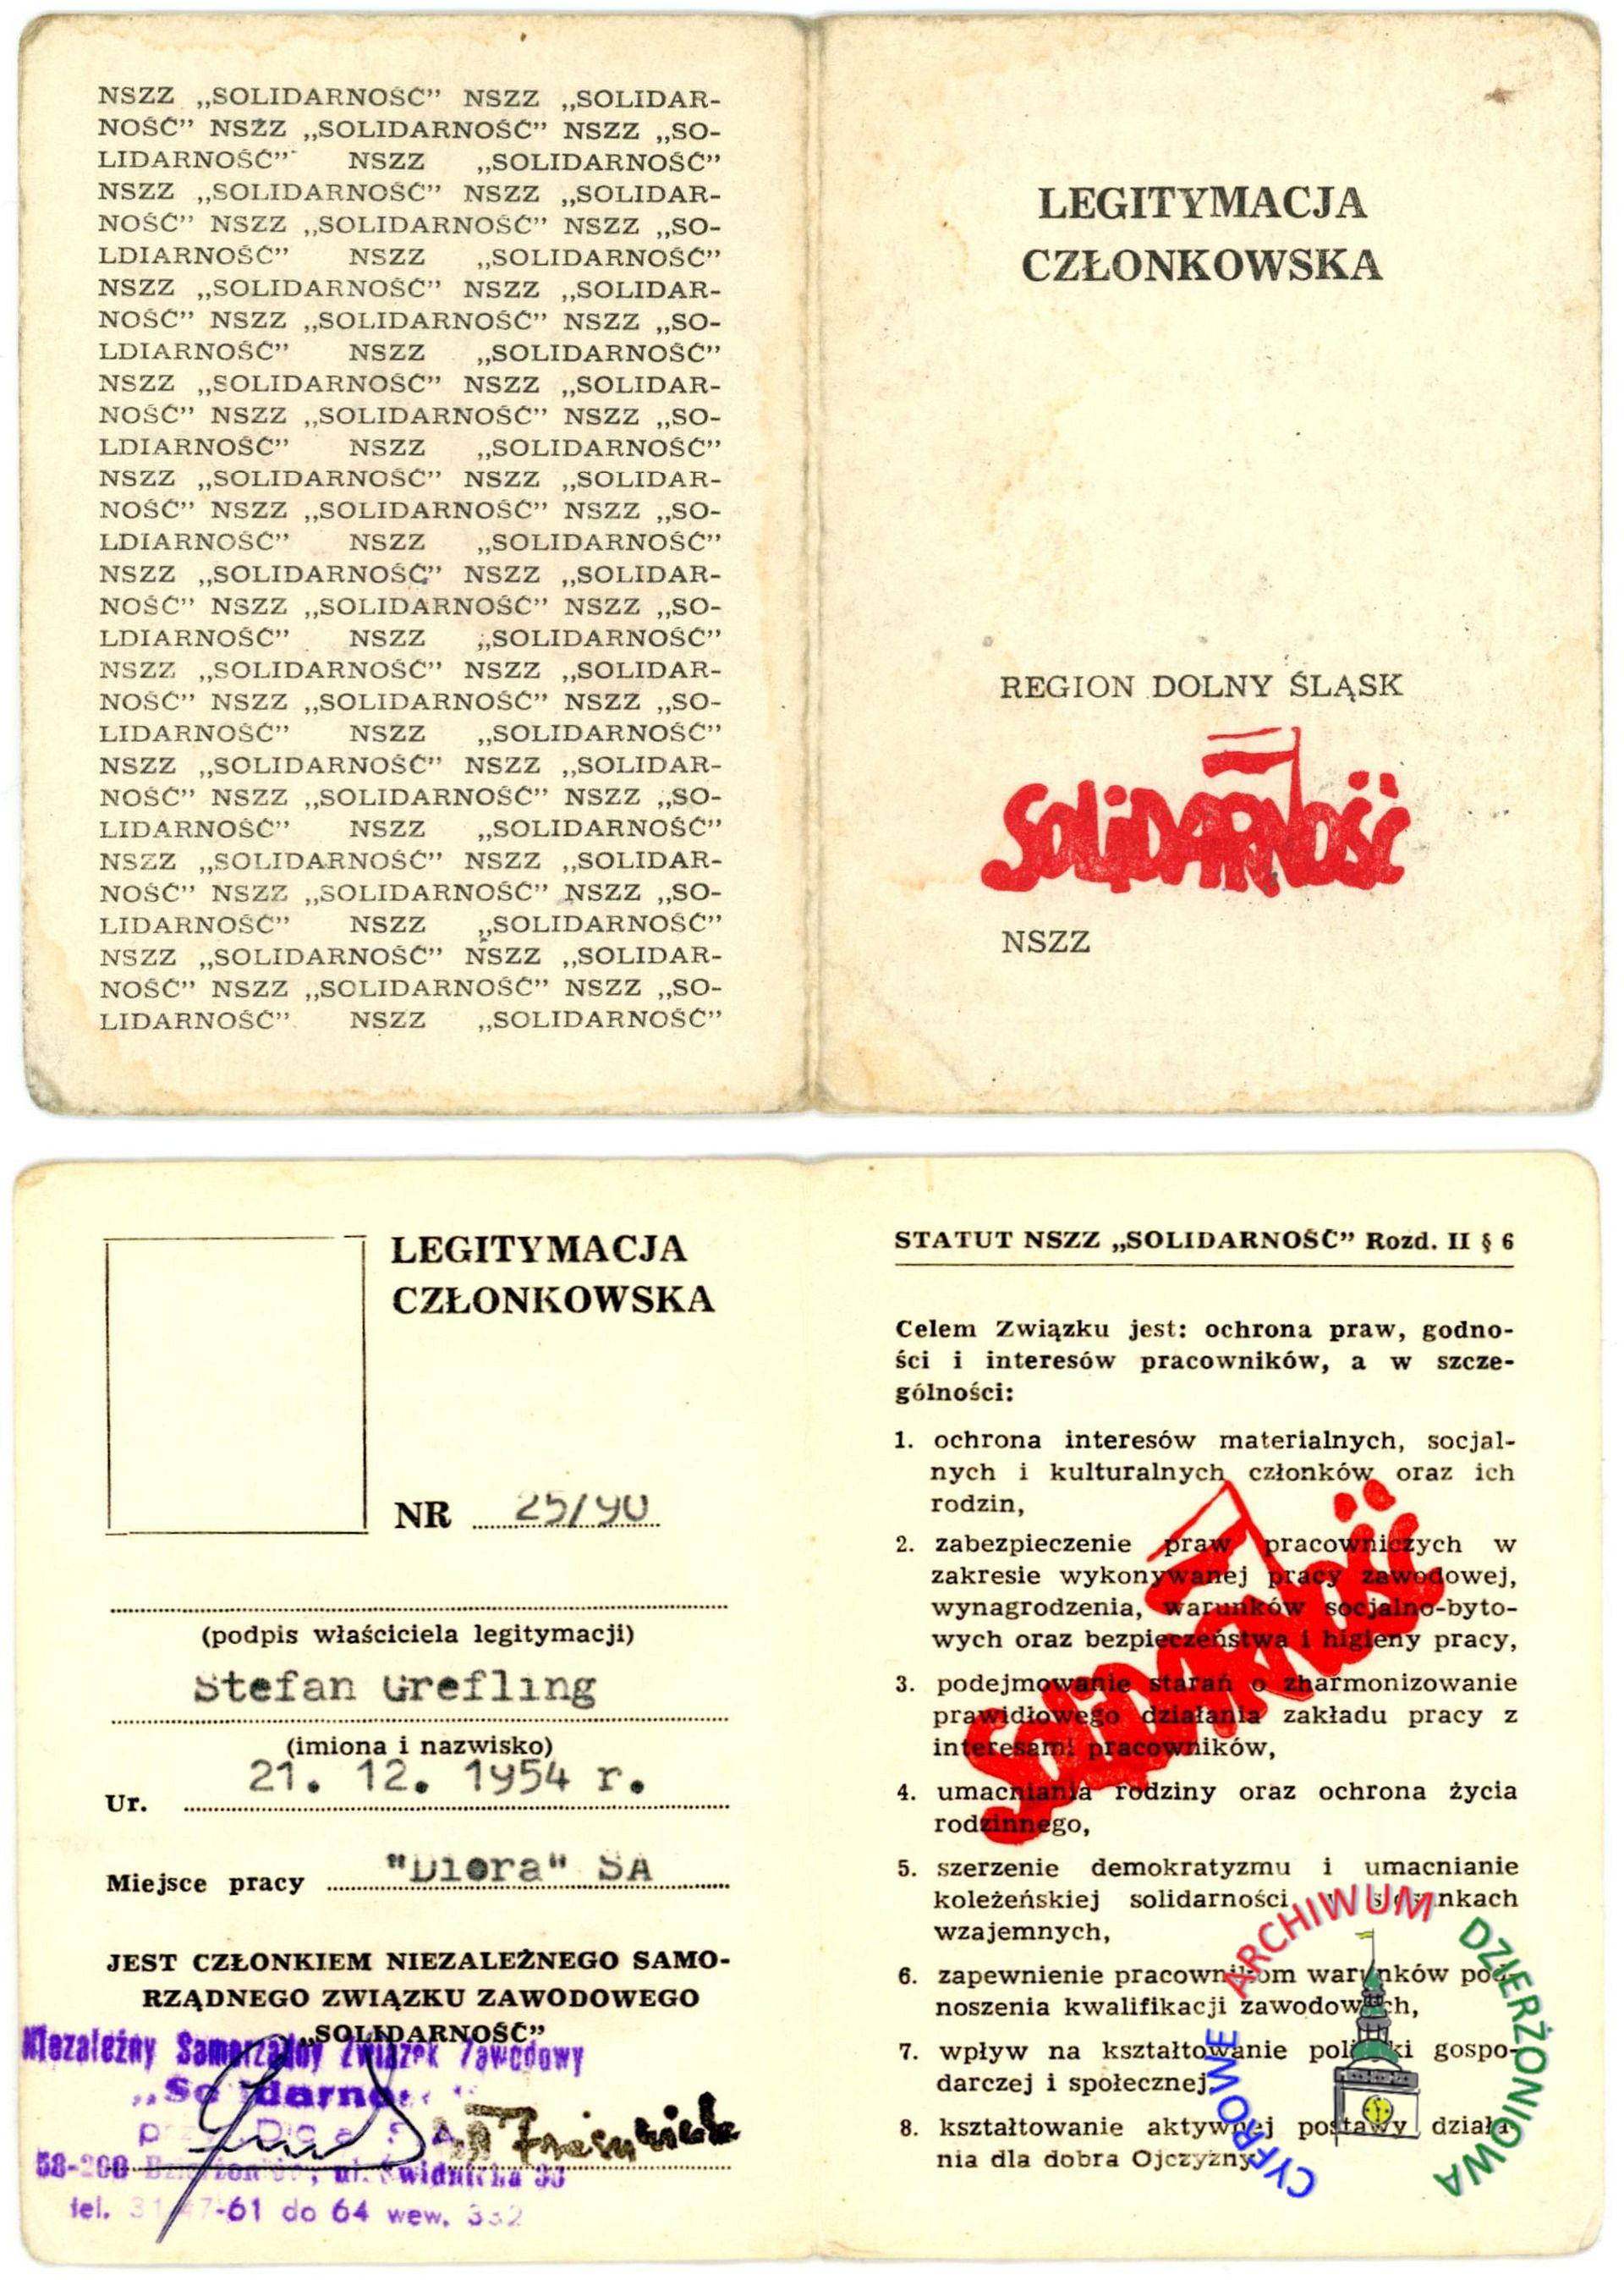 NSZZ „SOLIDARNOŚĆ” NSZZ „SOLIDAR-
NOŚĆ” NSZZ „SOLIDARNOŚĆ” NSZZ „SO-
LIDARNOŚĆ” NSZZ „SOLIDARNOŚĆ”
NSZZ „SOLIDARNOŚĆ” NSZZ „SOLIDAR-
NOŚĆ” NSZZ „SOLIDARNOŚĆ” NSZZ „SO-
LDIARNOŚĆ” NSZZ „SOLIDARNOŚĆ”
NSZZ „SOLIDARNOŚĆ” NSZZ „SOLIDAR-
NOŚĆ” NSZZ „SOLIDARNOŚĆ” NSZZ „SO-
LDIARNOŚĆ” NSZZ „SOLIDARNOŚĆ”
NSZZ „SOLIDARNOŚĆ” NSZZ „SOLIDAR-
NOŚĆ” NSZZ „SOLIDARNOŚĆ” NSZZ „SO-
LDIARNOŚĆ” NSZZ „SOLIDARNOŚĆ”
NSZZ „SOLIDARNOŚĆ” NSZZ „SOLIDAR-
NOŚĆ” NSZZ „SOLIDARNOŚĆ” NSZZ „SO-
LDIARNOŚĆ” NSZZ „SOLIDARNOŚĆ”
NSZZ „SOLIDARNOŚĆ” NSZZ „SOLIDAR-
NOŚĆ” NSZZ „SOLIDARNOŚĆ” NSZZ „SO-
LDIARNOŚĆ” NSZZ „SOLIDARNOŚĆ”
NSZZ „SOLIDARNOŚĆ” NSZZ „SOLIDAR-
NOŚĆ” NSZZ „SOLIDARNOŚĆ” NSZZ „SO-
LIDARNOŚĆ” NSZZ „SOLIDARNOŚĆ”
NSZZ „SOLIDARNOŚĆ” NSZZ „SOLIDAR-
NOŚĆ” NSZZ „SOLIDARNOŚĆ” NSZZ „SO-
LIDARNOŚĆ” NSZZ „SOLIDARNOŚĆ”
NSZZ „SOLIDARNOŚĆ” NSZZ „SOLIDAR-
NOŚĆ” NSZZ „SOLIDARNOŚĆ” NSZZ „SO-
LIDARNOŚĆ” NSZZ „SOLIDARNOŚĆ”
NSZZ „SOLIDARNOŚĆ” NSZZ „SOLIDAR-
NOŚĆ” NSZZ „SOLIDARNOŚĆ” NSZZ „SO-
LIDARNOŚĆ” NSZZ „SOLIDARNOŚĆ”
LEGITYMACJA
CZŁONKOWSKA
REGION DOLNY ŚLĄSK
SOLIDARNOŚĆ
NSZZ
LEGITYMACJA
CZŁONKOWSKA
NR 25/90
(podpis właściciela legitymacji)
Stefan Grefling
(imiona i nazwisko)
Ur. 21. 12. 1954 r.
Miejsce pracy "Diora" SA
JEST CZŁONKIEM NIEZALEŻNEGO SAMO-
RZĄDNEGO ZWIĄZKU ZAWODOWEGO
„SOLIDARNOŚĆ”
Niezależny Samorządny Związek Zawodowy
58-200 ul. Świdnicka 33
tel. -61 do 64 wew. 332
STATUT NSZZ „SOLIDARNOŚĆ” Rozd. II § 6
Celem Związku jest: ochrona praw, godno-
ści i interesów pracowników, a w szcze-
gólności:
1. ochrona interesów materialnych, socjal-
nych i kulturalnych członków oraz ich
rodzin,
2. zabezpieczenie praw pracowniczych w
zakresie wykonywanej pracy zawodowej,
wynagrodzenia, warunków socjalno-byto-
wych oraz bezpieczeństwa i higieny pracy,
3. podejmowanie starań o zharmonizowanie
prawidłowego działania zakładu pracy z
interesami pracowników,
4. umacniania rodziny oraz ochrona życia
rodzinnego,
5. szerzenie demokratyzmu i umacnianie
koleżeńskiej solidarności w stosunkach
wzajemnych,
6. zapewnienie pracownikom warunków pod-
noszenia kwalifikacji zawodowych,
7. wpływ na kształtowanie polityki gospo-
darczej i społecznej
8. kształtowanie aktywnej postawy działa-
nia dla dobra Ojczyzny
SOLIDARNOŚĆ
CYFROWE ARCHIWUM DZIERŻONIOWA